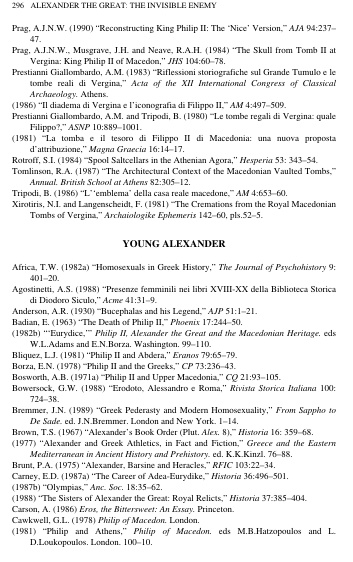 296 ALEXANDER THE GREAT: THE INVISIBLE ENEMY
Prag, A.J.N.W. (1990) “Reconstructing King Philip II: The ‘Nice’ Version,” AJA 94:237–
47.
Prag, A.J.N.W., Musgrave, J.H. and Neave, R.A.H. (1984) “The Skull from Tomb II at
Vergina: King Philip II of Macedon,” JHS 104:60–78.
Prestianni Giallombardo, A.M. (1983) “Riflessioni storiografiche sul Grande Tumulo e le
tombe reali di Vergina,” Acta of the XII International Congress of Classical
Archaeology. Athens.
(1986) “Il diadema di Vergina e l’iconografia di Filippo II,” AM 4:497–509.
Prestianni Giallombardo, A.M. and Tripodi, B. (1980) “Le tombe regali di Vergina: quale
Filippo?,” ASNP 10:889–1001.
(1981) “La tomba e il tesoro di Filippo II di Macedonia: una nuova proposta
d’attribuzione,” Magna Graecia 16:14–17.
Rotroff, S.I. (1984) “Spool Saltcellars in the Athenian Agora,” Hesperia 53: 343–54.
Tomlinson, R.A. (1987) “The Architectural Context of the Macedonian Vaulted Tombs,”
Annual. British School at Athens 82:305–12.
Tripodi, B. (1986) “L’‘emblema’ della casa reale macedone,” AM 4:653–60.
Xirotiris, N.I. and Langenscheidt, F. (1981) “The Cremations from the Royal Macedonian
Tombs of Vergina,” Archaiologike Ephemeris 142–60, pls.52–5.
YOUNG ALEXANDER
Africa, T.W. (1982a) “Homosexuals in Greek History,” The Journal of Psychohistory 9:
401–20.
Agostinetti, A.S. (1988) “Presenze femminili nei libri XVIII-XX della Biblioteca Storica
di Diodoro Siculo,” Acme 41:31–9.
Anderson, A.R. (1930) “Bucephalas and his Legend,” AJP 51:1–21.
Badian, E. (1963) “The Death of Philip II,” Phoenix 17:244–50.
(1982b) “‘Eurydice,’” Philip II, Alexander the Great and the Macedonian Heritage. eds
W.L.Adams and E.N.Borza. Washington. 99–110.
Bliquez, L.J. (1981) “Philip II and Abdera,” Eranos 79:65–79.
Borza, E.N. (1978) “Philip II and the Greeks,” CP 73:236–43.
Bosworth, A.B. (1971a) “Philip II and Upper Macedonia,” CQ 21:93–105.
Bowersock, G.W. (1988) “Erodoto, Alessandro e Roma,” Rivista Storica Italiana 100:
724–38.
Bremmer, J.N. (1989) “Greek Pederasty and Modern Homosexuality,” From Sappho to
De Sade. ed. J.N.Bremmer. London and New York. 1–14.
Brown, T.S. (1967) “Alexander’s Book Order (Plut. Alex. 8),” Historia 16: 359–68.
(1977) “Alexander and Greek Athletics, in Fact and Fiction,” Greece and the Eastern
Mediterranean in Ancient History and Prehistory. ed. K.K.Kinzl. 76–88.
Brunt, P.A. (1975) “Alexander, Barsine and Heracles,” RFIC 103:22–34.
Carney, E.D. (1987a) “The Career of Adea-Eurydike,” Historia 36:496–501.
(1987b) “Olympias,” Anc. Soc. 18:35–62.
(1988) “The Sisters of Alexander the Great: Royal Relicts,” Historia 37:385–404.
Carson, A. (1986) Eros, the Bittersweet: An Essay. Princeton.
Cawkwell, G.L. (1978) Philip of Macedon. London.
(1981) “Philip and Athens,” Philip of Macedon. eds M.B.Hatzopoulos and L.
D.Loukopoulos. London. 100–10.